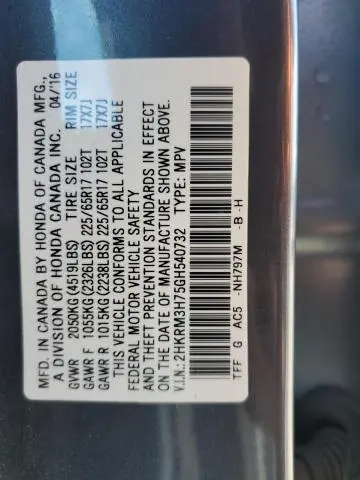 MFD. IN CANADA BY HONDA OF CANADA MFG.,
A DIVISION OF HONDA CANADA INC. 04/16
GVWR 2050KG(4519LBS) TIRE SIZE RIM SIZE
GAWR F 1055KG(2326LBS) 225/65R17 102T 17X7J
GAWR R 1015KG(2238LBS) 225/65R17 102T 17X7J
THIS VEHICLE CONFORMS TO ALL APPLICABLE
FEDERAL MOTOR VEHICLE SAFETY
AND THEFT PREVENTION STANDARDS IN EFFECT
ON THE DATE OF MANUFACTURE SHOWN ABOVE.
V.I.N.: 2HKRM3H75GH540732 TYPE: MPV
TFF G AC5 -NH797M -B-H